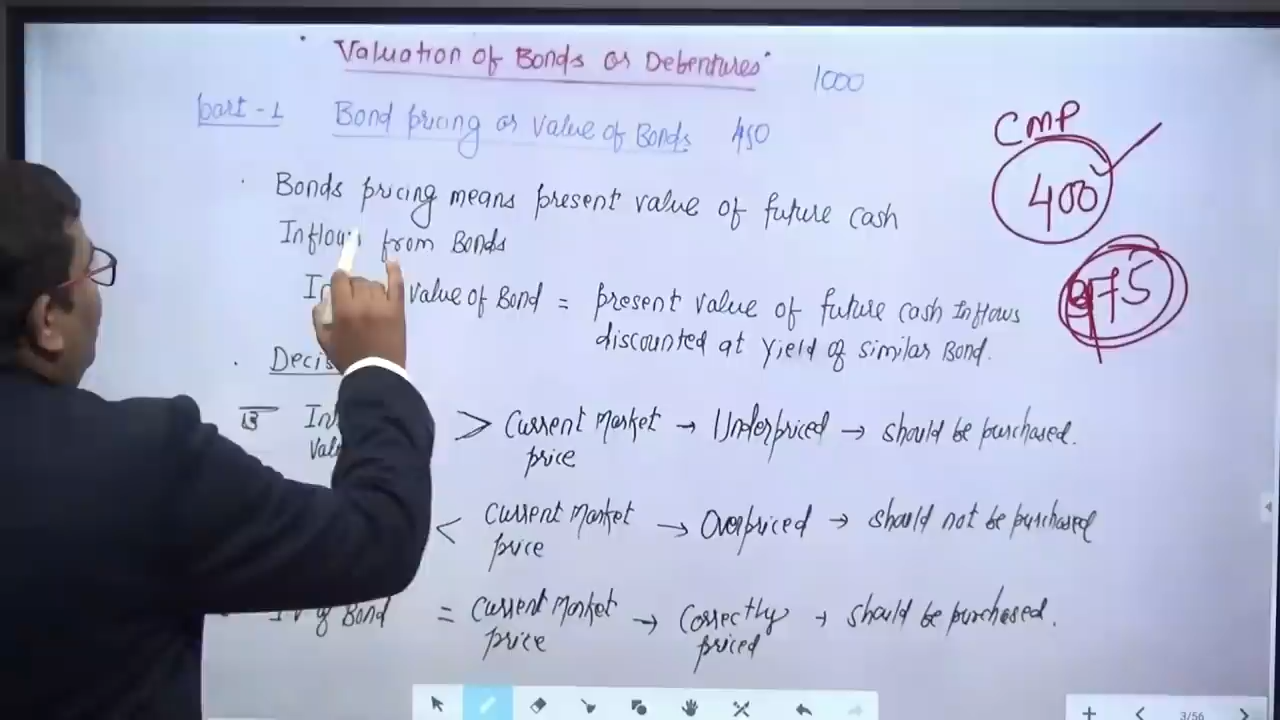 "Valuation of Bonds or Debentures"
1000
part-1 Bond pricing or value of Bonds 450
CMP
400
975
Bonds pricing means present value of future cash
Inflows from Bonds
value of Bond = present value of future cash Inflows
discounted at yield of similar Bond.
> Current Market price → Underpriced → should be purchased.
< Current Market price → Overpriced → should not be purchased
IV of Bond = Current Market price → Correctly priced → should be purchased.
3/56